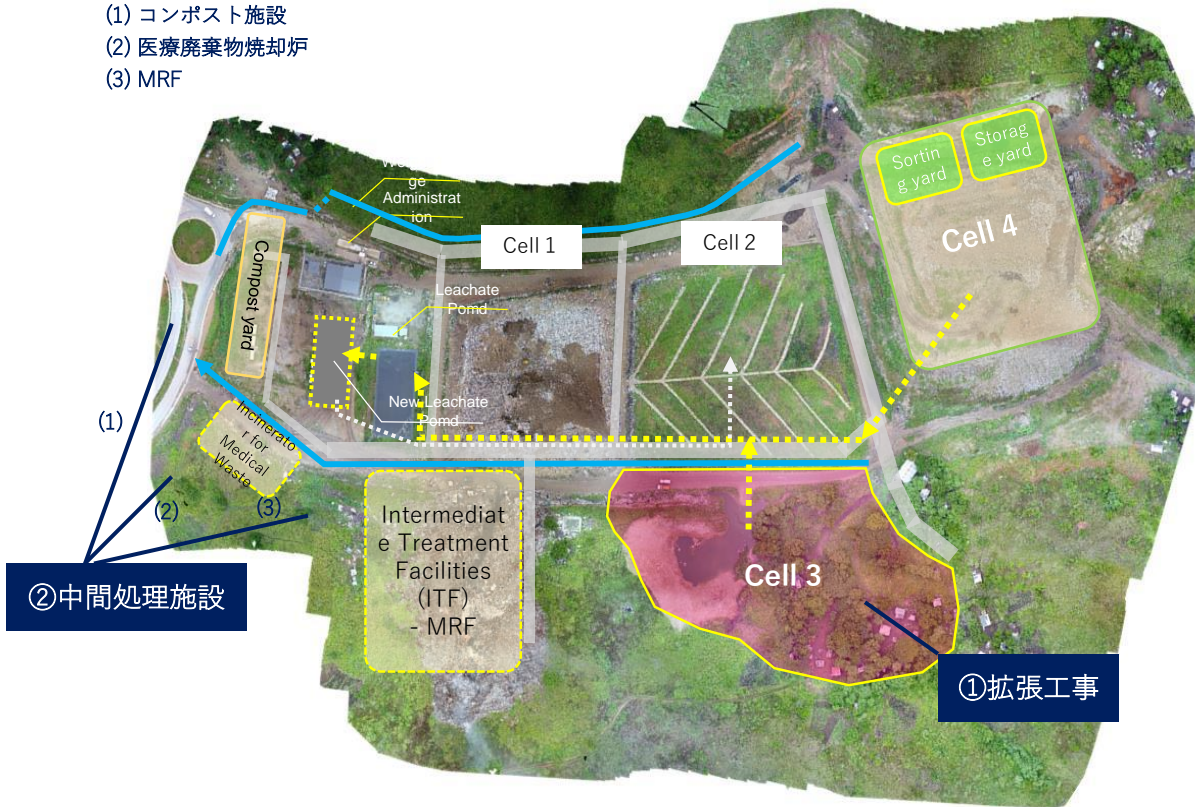 (1) コンポスト施設
(2) 医療廃棄物焼却炉
(3) MRF
Sortin
g yard
Storag
e yard
ge
Administrat
ion
Cell 1
Cell 2
Cell 4
Compost yard
Leachate
Pomd
New Leachate
Pomd
(1)
Incinerato
r for
Medical
Waste
(2)
(3)
Intermediat
e Treatment
Facilities
(ITF)
- MRF
Cell 3
②中間処理施設
①拡張工事